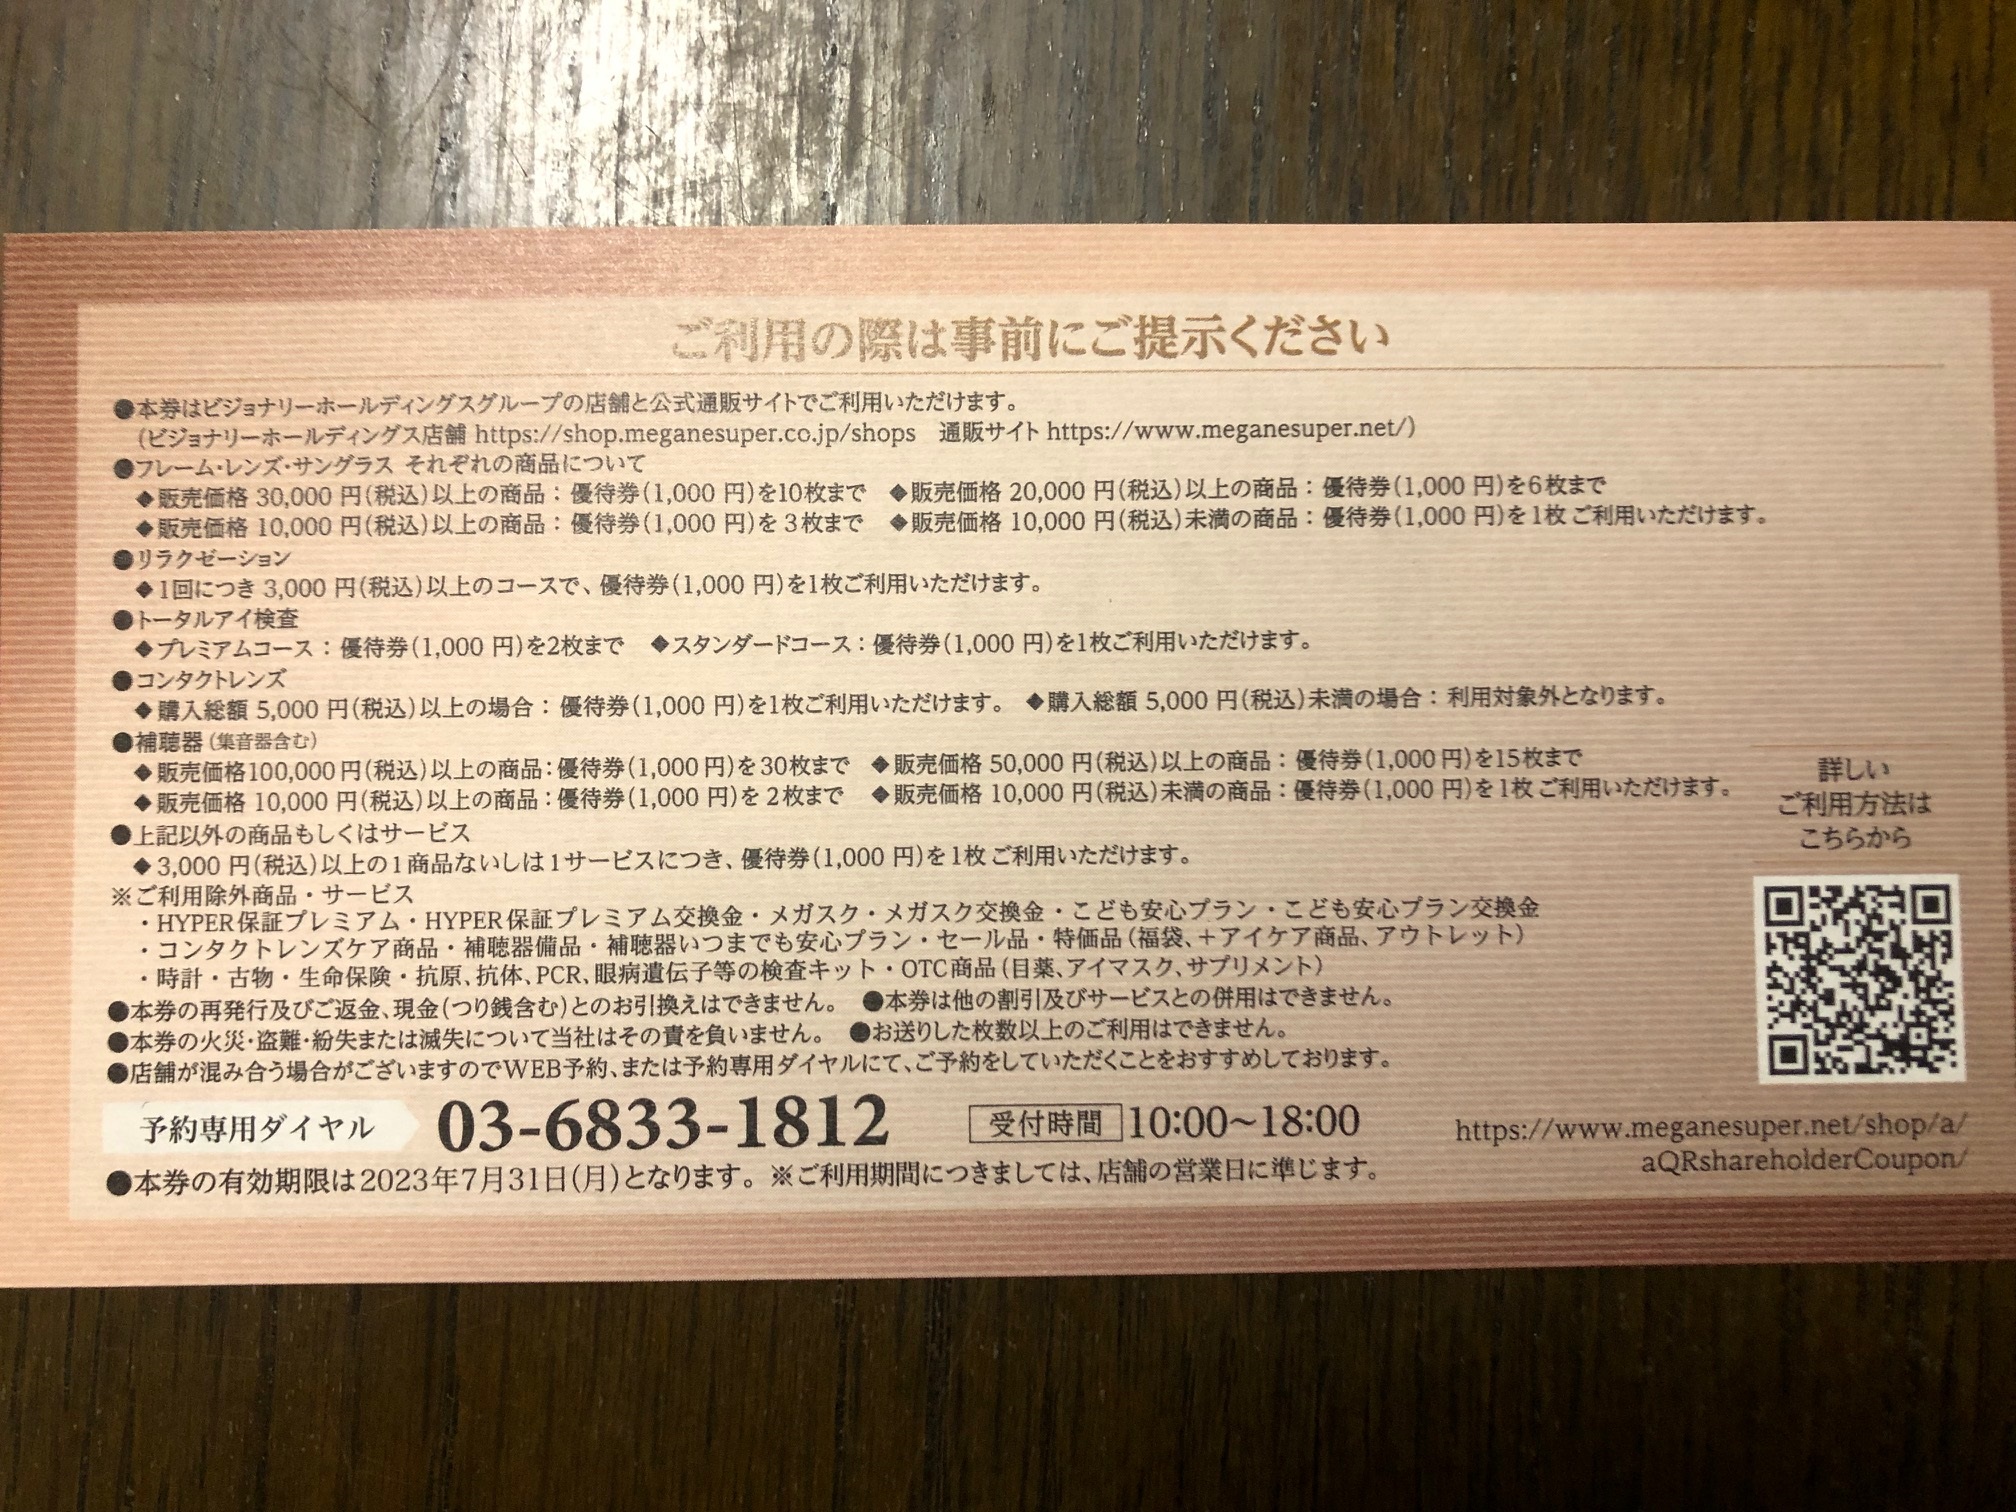 ご利用の際は事前にご提示ください
●本券はビジョナリーホールディングスグループの店舗と公式通販サイトでご利用いただけます。
(ビジョナリーホールディングス店舗 https://shop.meganesuper.co.jp/shops　通販サイト https://www.meganesuper.net/)
●フレーム・レンズ・サングラス それぞれの商品について
◆販売価格 30,000 円(税込)以上の商品：優待券(1,000 円)を10枚まで　◆販売価格 20,000 円(税込)以上の商品：優待券(1,000 円)を6枚まで
◆販売価格 10,000 円(税込)以上の商品：優待券(1,000 円)を 3枚まで　◆販売価格 10,000 円(税込)未満の商品：優待券(1,000 円)を1枚 ご利用いただけます。
●リラクゼーション
◆1回につき 3,000 円(税込)以上のコースで、優待券(1,000 円)を1枚ご利用いただけます。
●トータルアイ検査
◆プレミアムコース：優待券(1,000 円)を2枚まで　◆スタンダードコース：優待券(1,000 円)を1枚ご利用いただけます。
●コンタクトレンズ
◆購入総額 5,000 円(税込)以上の場合：優待券(1,000 円)を1枚ご利用いただけます。　◆購入総額 5,000 円(税込)未満の場合：利用対象外となります。
●補聴器(集音器含む)
◆販売価格100,000円(税込)以上の商品：優待券(1,000円)を30枚まで　◆販売価格 50,000 円(税込)以上の商品：優待券(1,000 円)を15枚まで
◆販売価格 10,000 円(税込)以上の商品：優待券(1,000 円)を 2枚まで　◆販売価格 10,000 円(税込)未満の商品：優待券(1,000 円)を1枚 ご利用いただけます。
●上記以外の商品もしくはサービス
◆3,000 円(税込)以上の1商品ないしは1サービスにつき、優待券(1,000 円)を1枚 ご利用いただけます。
※ご利用除外商品・サービス
・HYPER保証プレミアム・HYPER保証プレミアム交換金・メガスク・メガスク交換金・こども安心プラン・こども安心プラン交換金
・コンタクトレンズケア商品・補聴器備品・補聴器いつまでも安心プラン・セール品・特価品(福袋、＋アイケア商品、アウトレット)
・時計・古物・生命保険・抗原、抗体、PCR、眼病遺伝子等の検査キット・OTC商品(目薬、アイマスク、サプリメント)
●本券の再発行及びご返金、現金(つり銭含む)とのお引換えはできません。　●本券は他の割引及びサービスとの併用はできません。
●本券の火災・盗難・紛失または滅失について当社はその責を負いません。　●お送りした枚数以上のご利用はできません。
●店舗が混み合う場合がございますのでWEB予約、または予約専用ダイヤルにて、ご予約をしていただくことをおすすめしております。
予約専用ダイヤル 03-6833-1812 受付時間 10:00～18:00
●本券の有効期限は2023年7月31日(月)となります。※ご利用期間につきましては、店舗の営業日に準じます。
詳しい
ご利用方法は
こちらから
https://www.meganesuper.net/shop/a/
aQRshareholderCoupon/